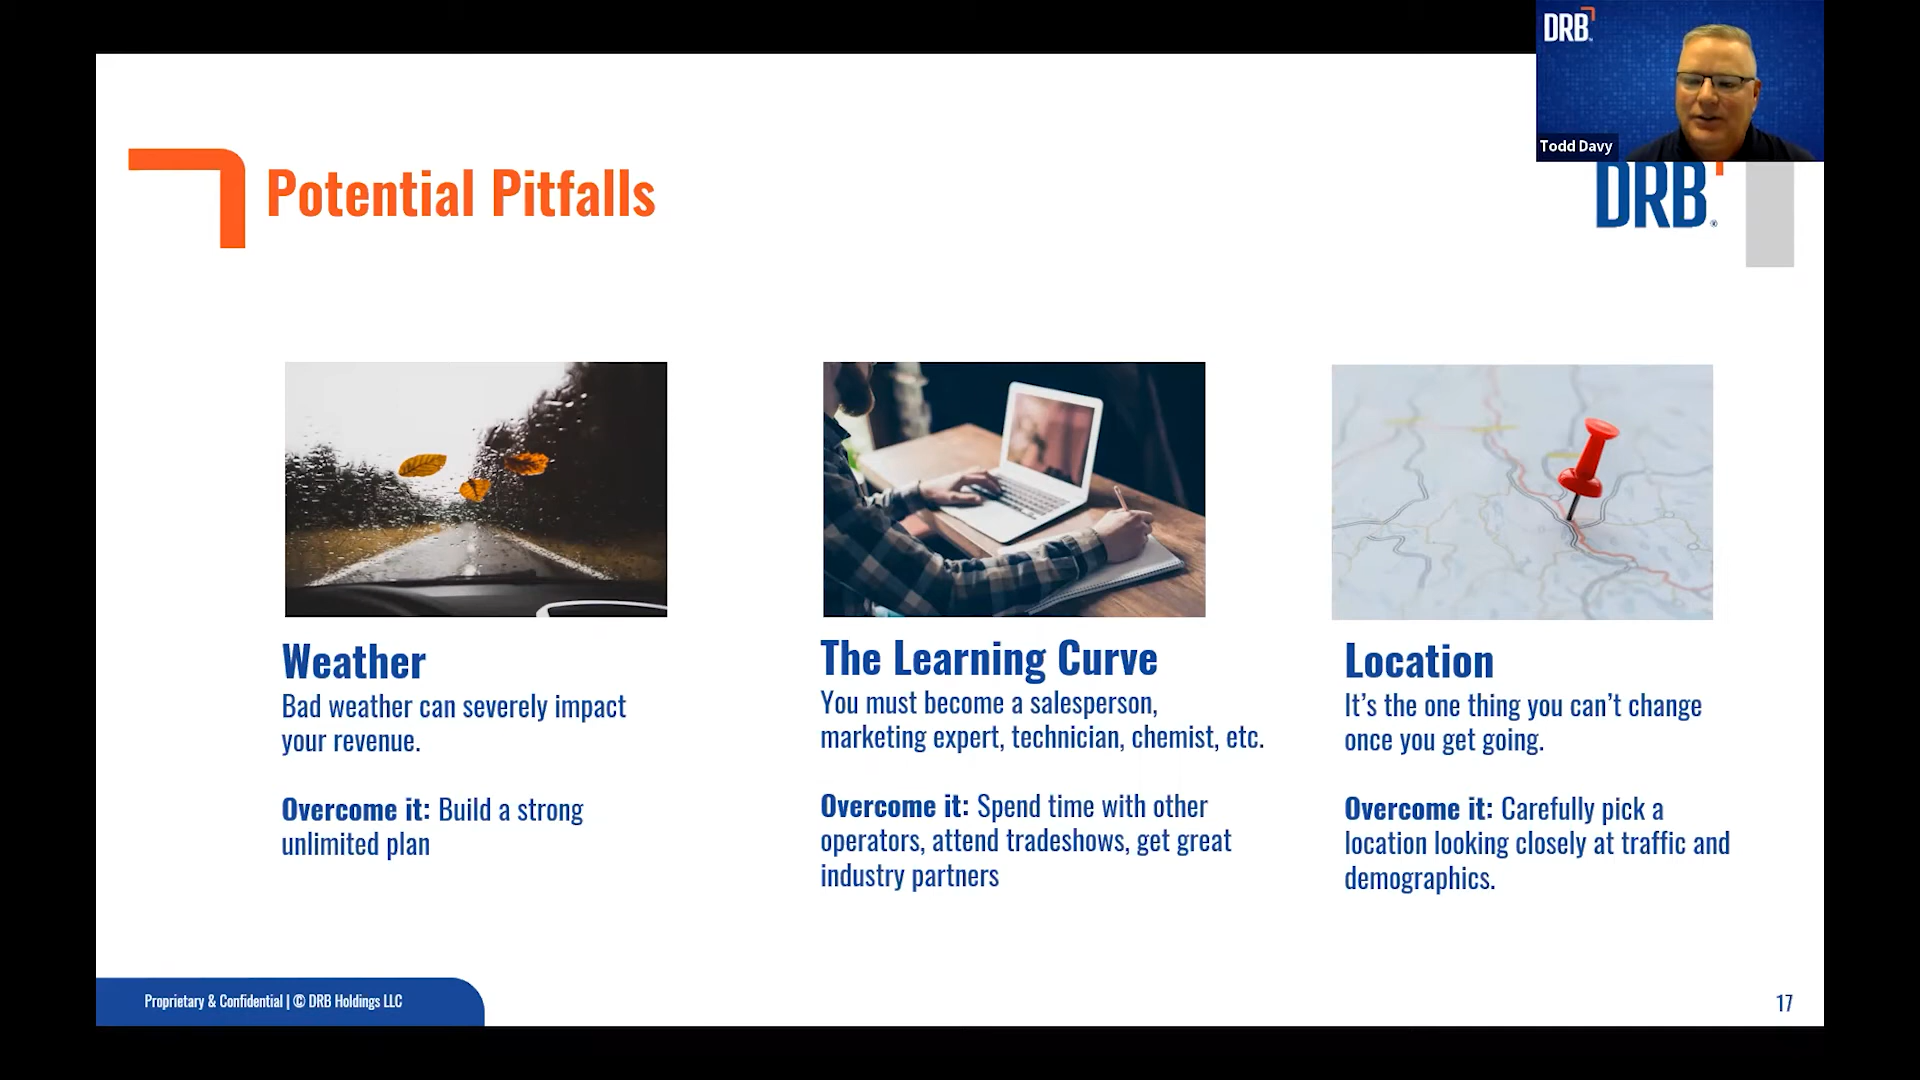 DRB
Todd Davy
Potential Pitfalls
DRB®
Weather
Bad weather can severely impact
your revenue.
Overcome it: Build a strong
unlimited plan
The Learning Curve
You must become a salesperson,
marketing expert, technician, chemist, etc.
Overcome it: Spend time with other
operators, attend tradeshows, get great
industry partners
Location
It’s the one thing you can’t change
once you get going.
Overcome it: Carefully pick a
location looking closely at traffic and
demographics.
Proprietary & Confidential | © DRB Holdings LLC
17